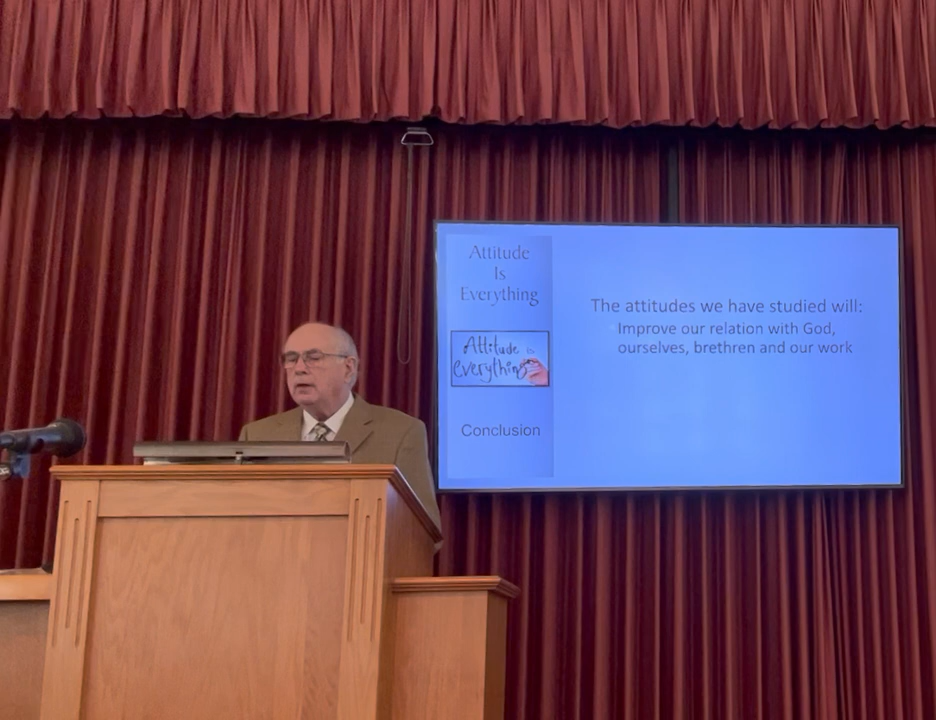 Attitude
Is
Everything
Attitude is
everything
Conclusion
The attitudes we have studied will:
Improve our relation with God,
ourselves, brethren and our work